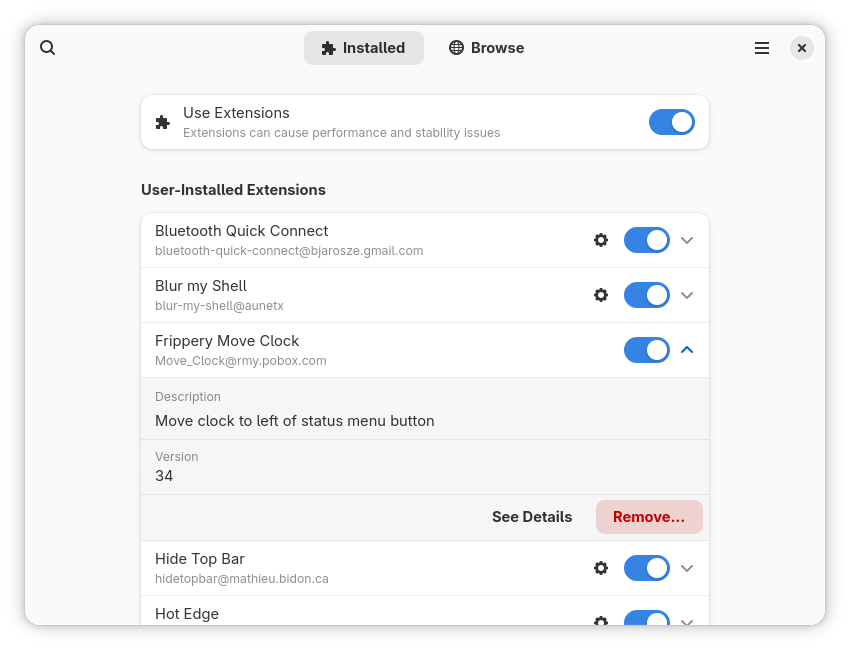 Installed
Browse
Use Extensions
Extensions can cause performance and stability issues
User-Installed Extensions
Bluetooth Quick Connect
bluetooth-quick-connect@bjarosze.gmail.com
Blur my Shell
blur-my-shell@aunetx
Frippery Move Clock
Move_Clock@rmy.pobox.com
Description
Move clock to left of status menu button
Version
34
See Details
Remove…
Hide Top Bar
hidetopbar@mathieu.bidon.ca
Hot Edge